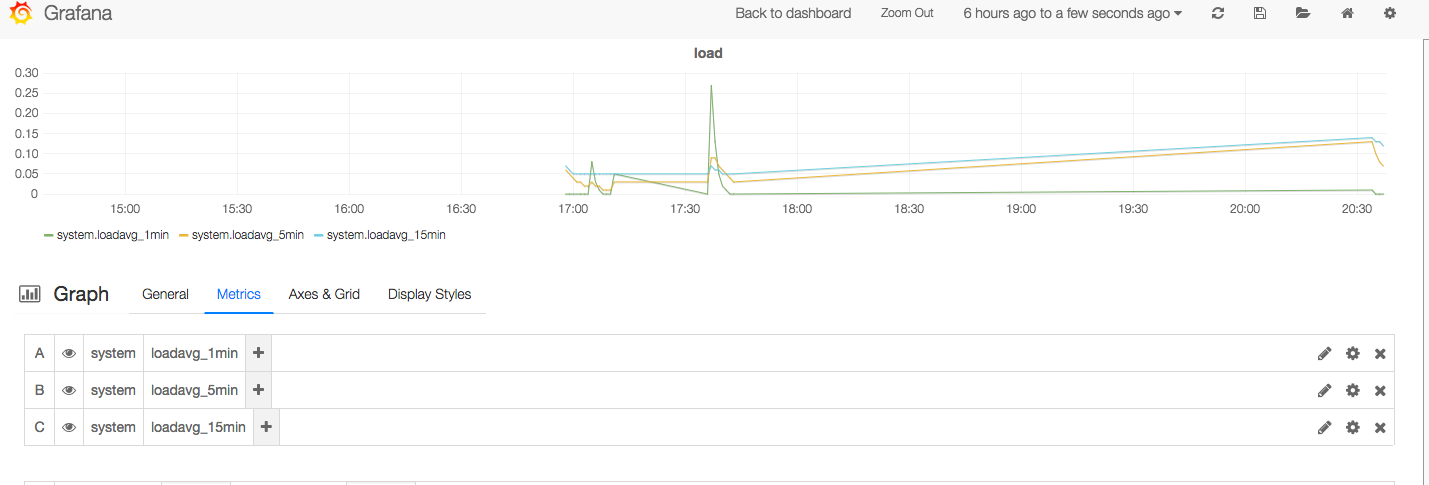 Grafana Back to dashboard Zoom Out 6 hours ago to a few seconds ago
load
0.30
0.25
0.20
0.15
0.10
0.05
0
15:00 15:30 16:00 16:30 17:00 17:30 18:00 18:30 19:00 19:30 20:00 20:30
system.loadavg_1min system.loadavg_5min system.loadavg_15min
Graph General Metrics Axes & Grid Display Styles
A system loadavg_1min +
B system loadavg_5min +
C system loadavg_15min +